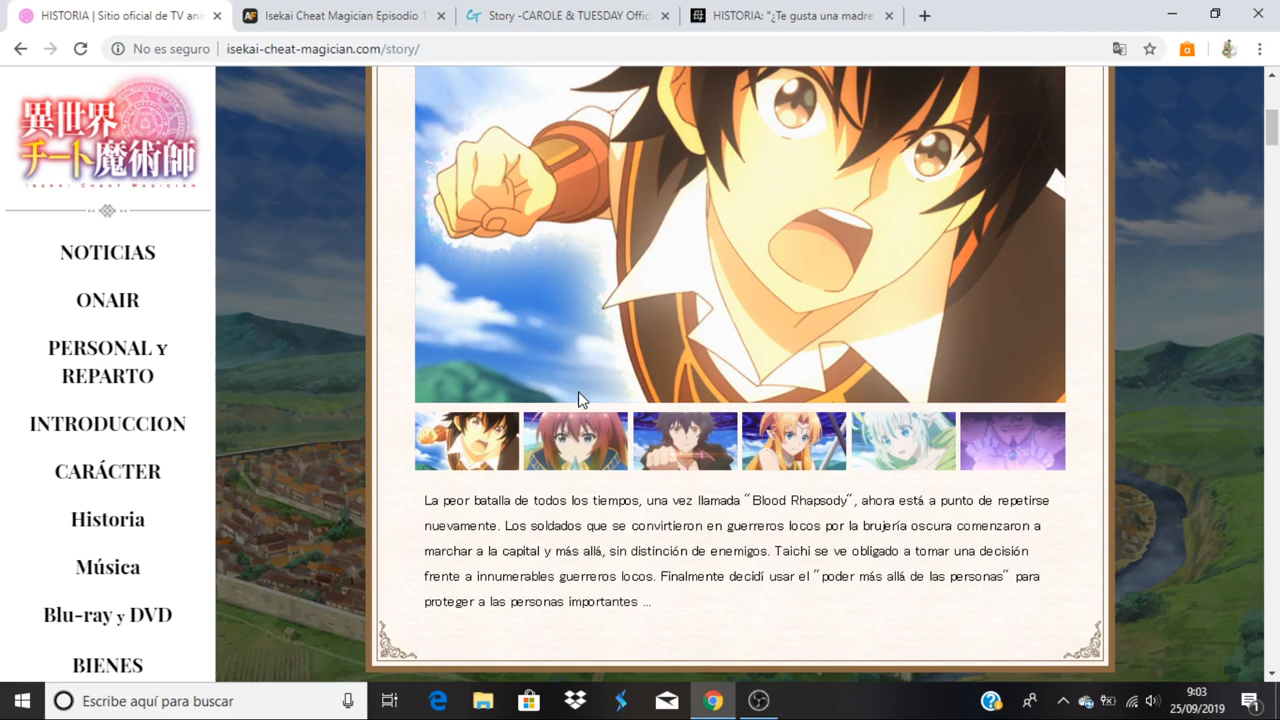 HISTORIA | Sitio oficial de TV ani
Isekai Cheat Magician Episodio 1
Story -CAROLE & TUESDAY Offic
HISTORIA: "¿Te gusta una madre
No es seguro
isekai-cheat-magician.com/story/
異世界
チート魔術師
ISEKAI CHEAT MAGICIAN
NOTICIAS
ONAIR
PERSONAL y
REPARTO
INTRODUCCION
CARÁCTER
Historia
Música
Blu-ray y DVD
BIENES
La peor batalla de todos los tiempos, una vez llamada "Blood Rhapsody", ahora está a punto de repetirse
nuevamente. Los soldados que se convirtieron en guerreros locos por la brujería oscura comenzaron a
marchar a la capital y más allá, sin distinción de enemigos. Taichi se ve obligado a tomar una decisión
frente a innumerables guerreros locos. Finalmente decidí usar el "poder más allá de las personas" para
proteger a las personas importantes ...
Escribe aquí para buscar
9:03
25/09/2019